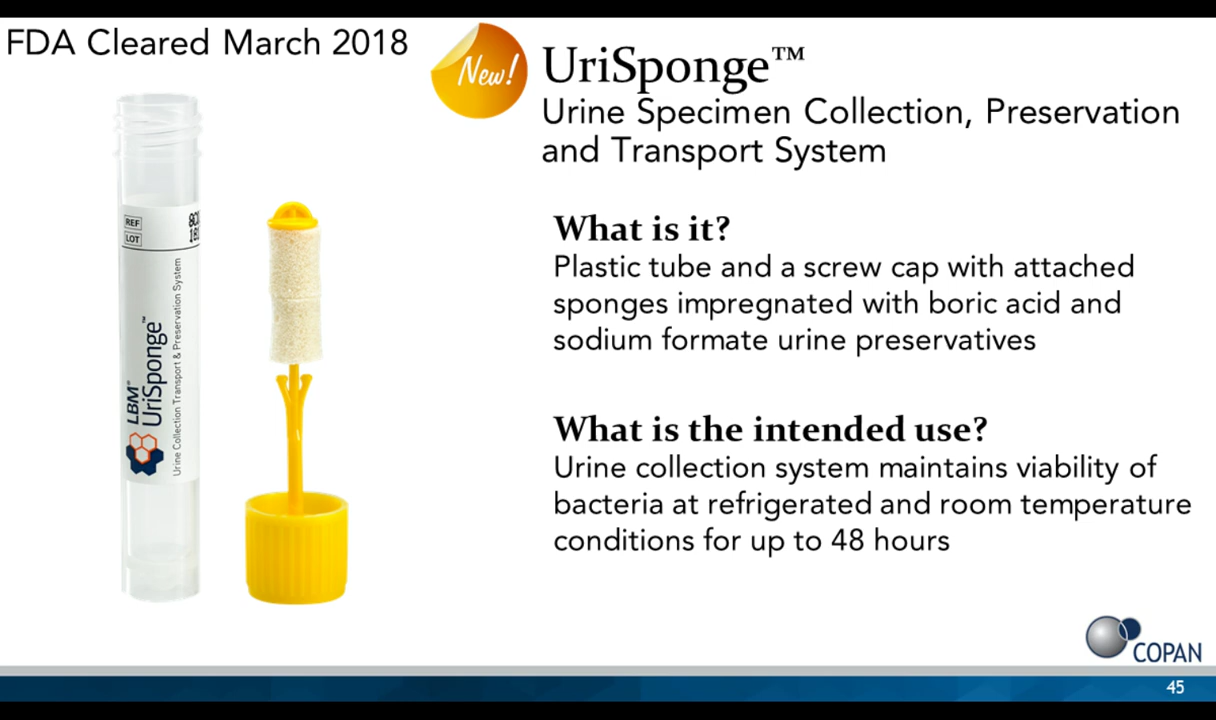 FDA Cleared March 2018
New!
UriSponge™
Urine Specimen Collection, Preservation
and Transport System
What is it?
Plastic tube and a screw cap with attached
sponges impregnated with boric acid and
sodium formate urine preservatives
What is the intended use?
Urine collection system maintains viability of
bacteria at refrigerated and room temperature
conditions for up to 48 hours
REF
LOT
LBM®
UriSponge™
Urine Collection Transport & Preservation System
COPAN
45